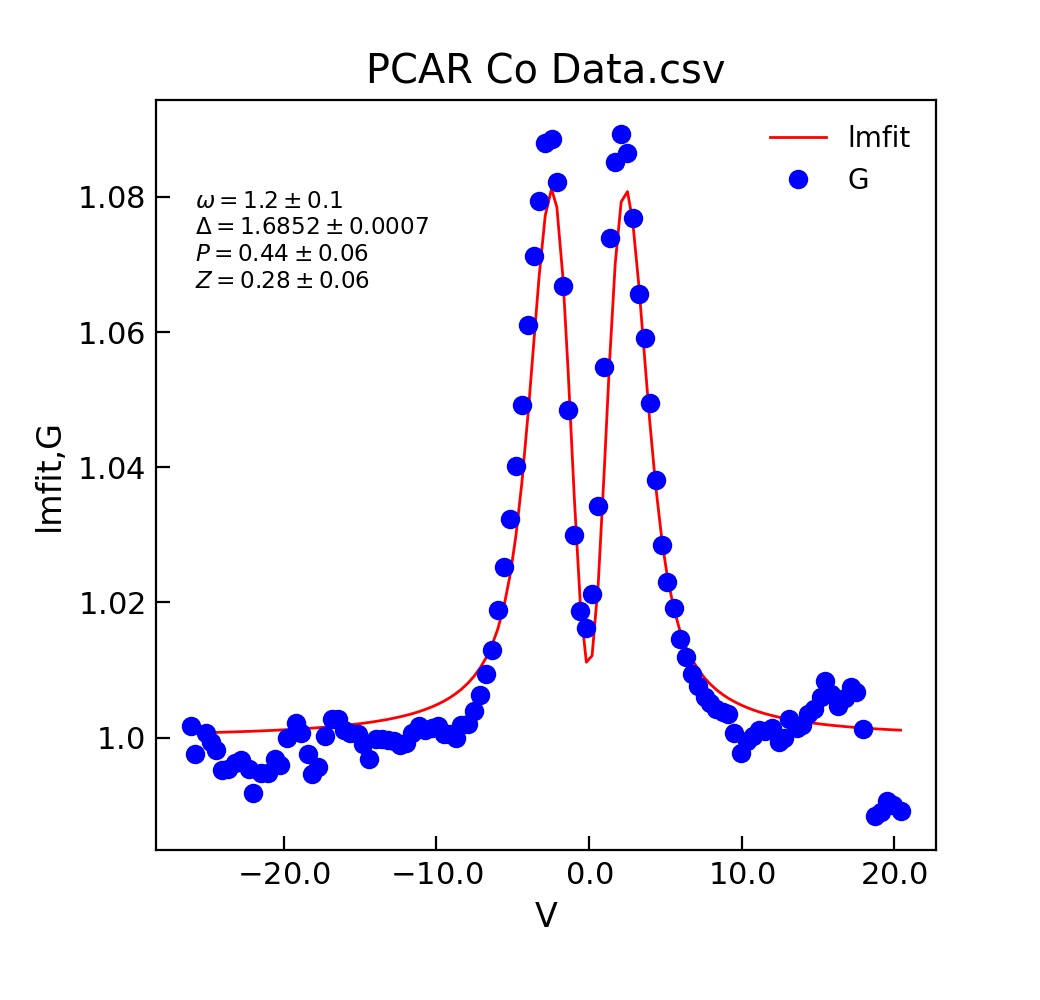 PCAR Co Data.csv
lmfit
G
ω = 1.2 ± 0.1
Δ = 1.6852 ± 0.0007
P = 0.44 ± 0.06
Z = 0.28 ± 0.06
1.08
1.06
1.04
1.02
1.0
lmfit,G
−20.0 −10.0 0.0 10.0 20.0
V